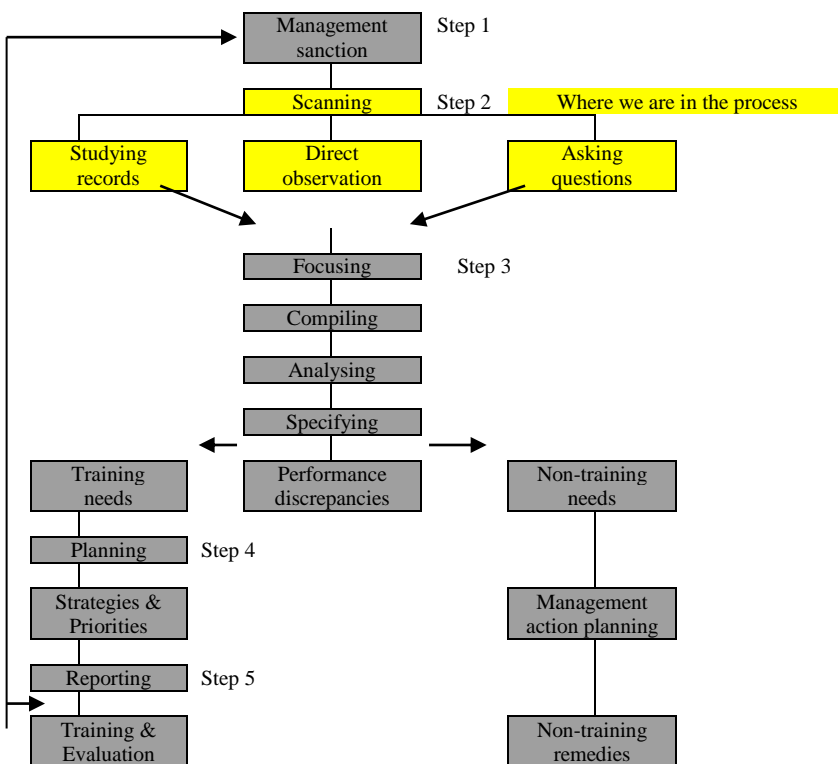 Management
sanction
Step 1
Scanning
Step 2
Where we are in the process
Studying
records
Direct
observation
Asking
questions
Focusing
Step 3
Compiling
Analysing
Specifying
Training
needs
Performance
discrepancies
Non-training
needs
Planning
Step 4
Strategies &
Priorities
Management
action planning
Reporting
Step 5
Training &
Evaluation
Non-training
remedies